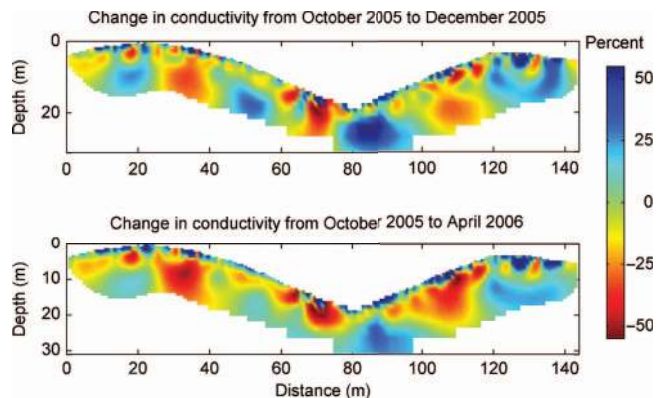 Change in conductivity from October 2005 to December 2005
Percent
Depth (m)
0
10
20
0 20 40 60 80 100 120 140
50
25
0
−25
−50
Change in conductivity from October 2005 to April 2006
Depth (m)
0
10
20
30
0 20 40 60 80 100 120 140
Distance (m)